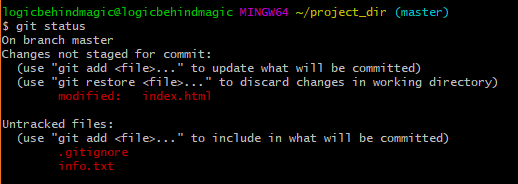 logicbehindmagic@logicbehindmagic MINGW64 ~/project_dir (master)
$ git status
On branch master
Changes not staged for commit:
  (use "git add <file>..." to update what will be committed)
  (use "git restore <file>..." to discard changes in working directory)
        modified:   index.html

Untracked files:
  (use "git add <file>..." to include in what will be committed)
        .gitignore
        info.txt